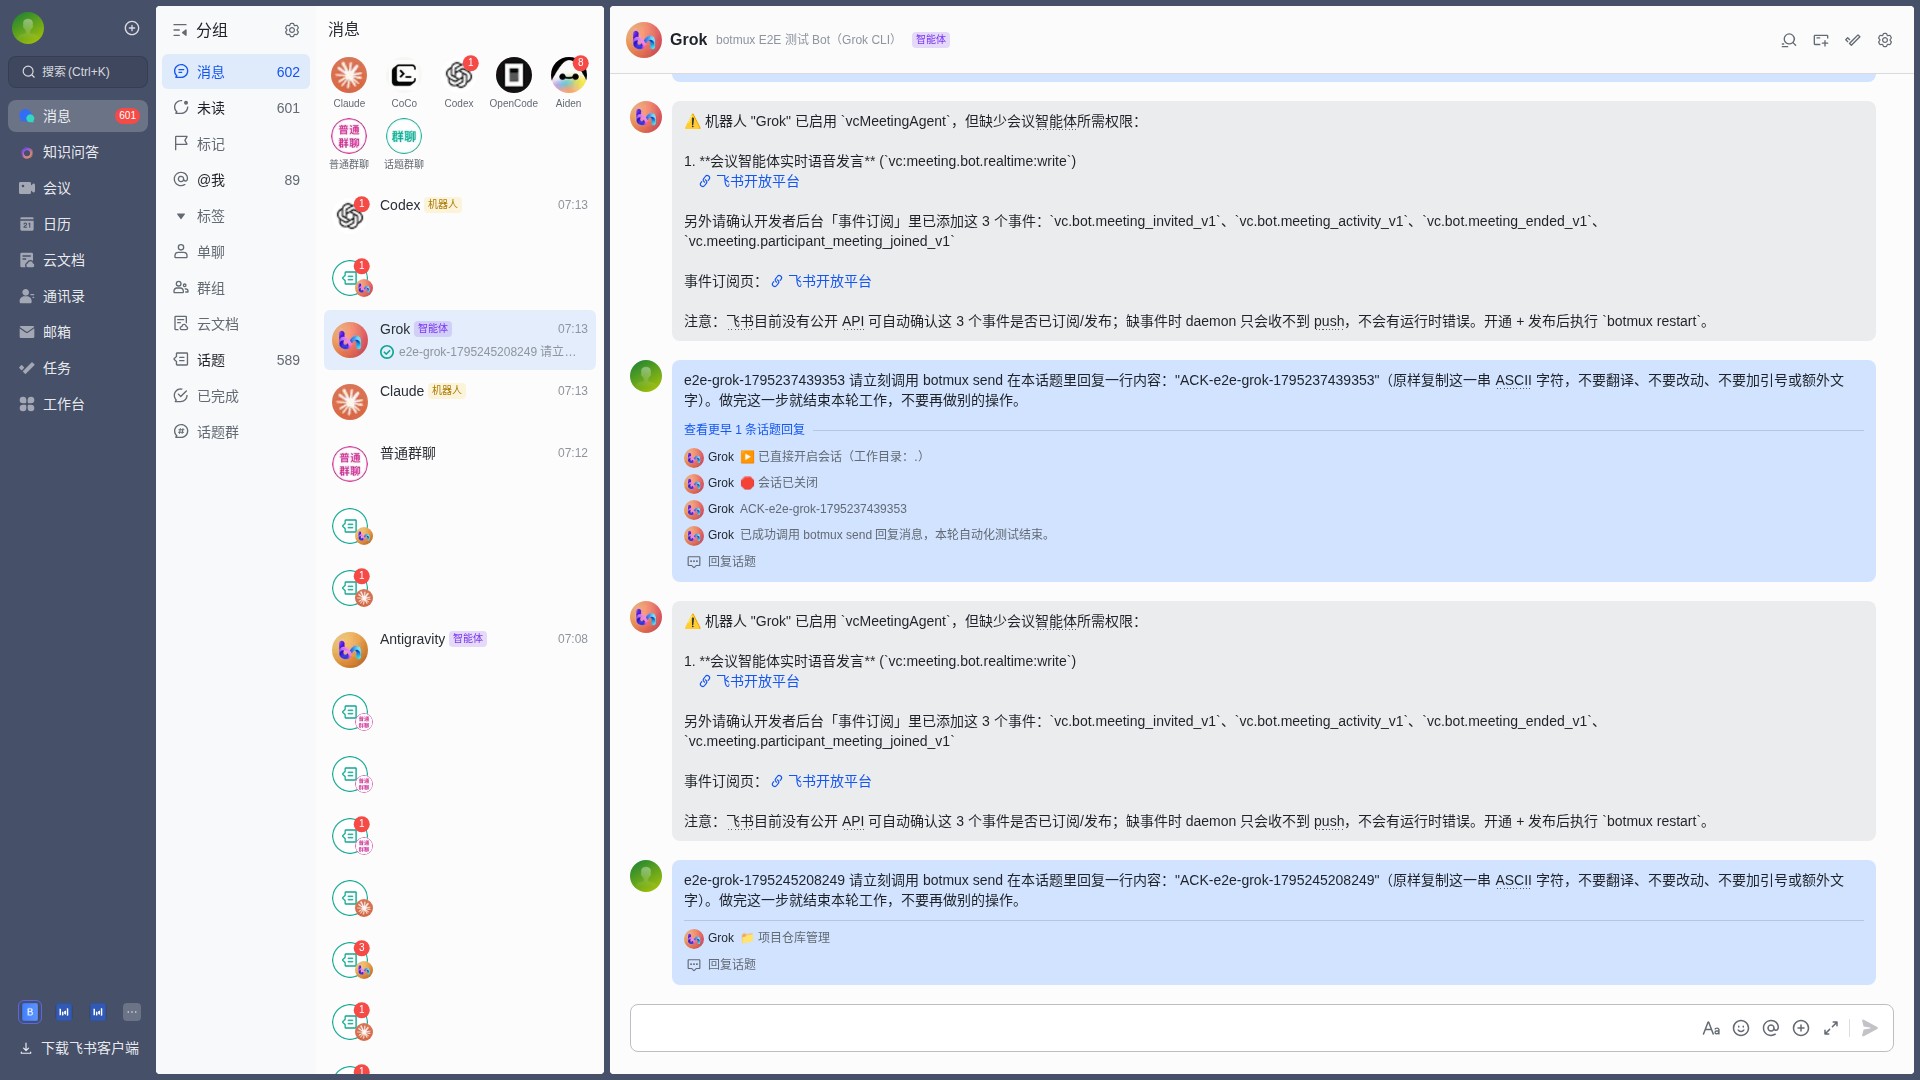 搜索 (Ctrl+K)
消息 601
知识问答
会议
日历
云文档
通讯录
邮箱
任务
工作台
B
下载飞书客户端
分组
消息 602
未读 601
标记
@我 89
标签
单聊
群组
云文档
话题 589
已完成
话题群
消息
1 8
Claude CoCo Codex OpenCode Aiden
普通群聊 群聊
普通群聊 话题群聊
1
Codex 机器人 07:13
1
Grok 智能体 07:13
e2e-grok-1795245208249 请立…
Claude 机器人 07:13
普通群聊
普通群聊 07:12
1
Antigravity 智能体 07:08
普通群聊
普通群聊
1
普通群聊
3
1
1
Grok botmux E2E 测试 Bot（Grok CLI） 智能体
⚠️ 机器人 "Grok" 已启用 `vcMeetingAgent`，但缺少会议智能体所需权限：
1. **会议智能体实时语音发言** (`vc:meeting.bot.realtime:write`)
飞书开放平台
另外请确认开发者后台「事件订阅」里已添加这 3 个事件：`vc.bot.meeting_invited_v1`、`vc.bot.meeting_activity_v1`、`vc.bot.meeting_ended_v1`、
`vc.meeting.participant_meeting_joined_v1`
事件订阅页： 飞书开放平台
注意：飞书目前没有公开 API 可自动确认这 3 个事件是否已订阅/发布；缺事件时 daemon 只会收不到 push，不会有运行时错误。开通 + 发布后执行 `botmux restart`。
e2e-grok-1795237439353 请立刻调用 botmux send 在本话题里回复一行内容："ACK-e2e-grok-1795237439353"（原样复制这一串 ASCII 字符，不要翻译、不要改动、不要加引号或额外文
字）。做完这一步就结束本轮工作，不要再做别的操作。
查看更早 1 条话题回复
Grok ▶️ 已直接开启会话（工作目录：.）
Grok 🛑 会话已关闭
Grok ACK-e2e-grok-1795237439353
Grok 已成功调用 botmux send 回复消息，本轮自动化测试结束。
回复话题
⚠️ 机器人 "Grok" 已启用 `vcMeetingAgent`，但缺少会议智能体所需权限：
1. **会议智能体实时语音发言** (`vc:meeting.bot.realtime:write`)
飞书开放平台
另外请确认开发者后台「事件订阅」里已添加这 3 个事件：`vc.bot.meeting_invited_v1`、`vc.bot.meeting_activity_v1`、`vc.bot.meeting_ended_v1`、
`vc.meeting.participant_meeting_joined_v1`
事件订阅页： 飞书开放平台
注意：飞书目前没有公开 API 可自动确认这 3 个事件是否已订阅/发布；缺事件时 daemon 只会收不到 push，不会有运行时错误。开通 + 发布后执行 `botmux restart`。
e2e-grok-1795245208249 请立刻调用 botmux send 在本话题里回复一行内容："ACK-e2e-grok-1795245208249"（原样复制这一串 ASCII 字符，不要翻译、不要改动、不要加引号或额外文
字）。做完这一步就结束本轮工作，不要再做别的操作。
Grok 📁 项目仓库管理
回复话题
Aa